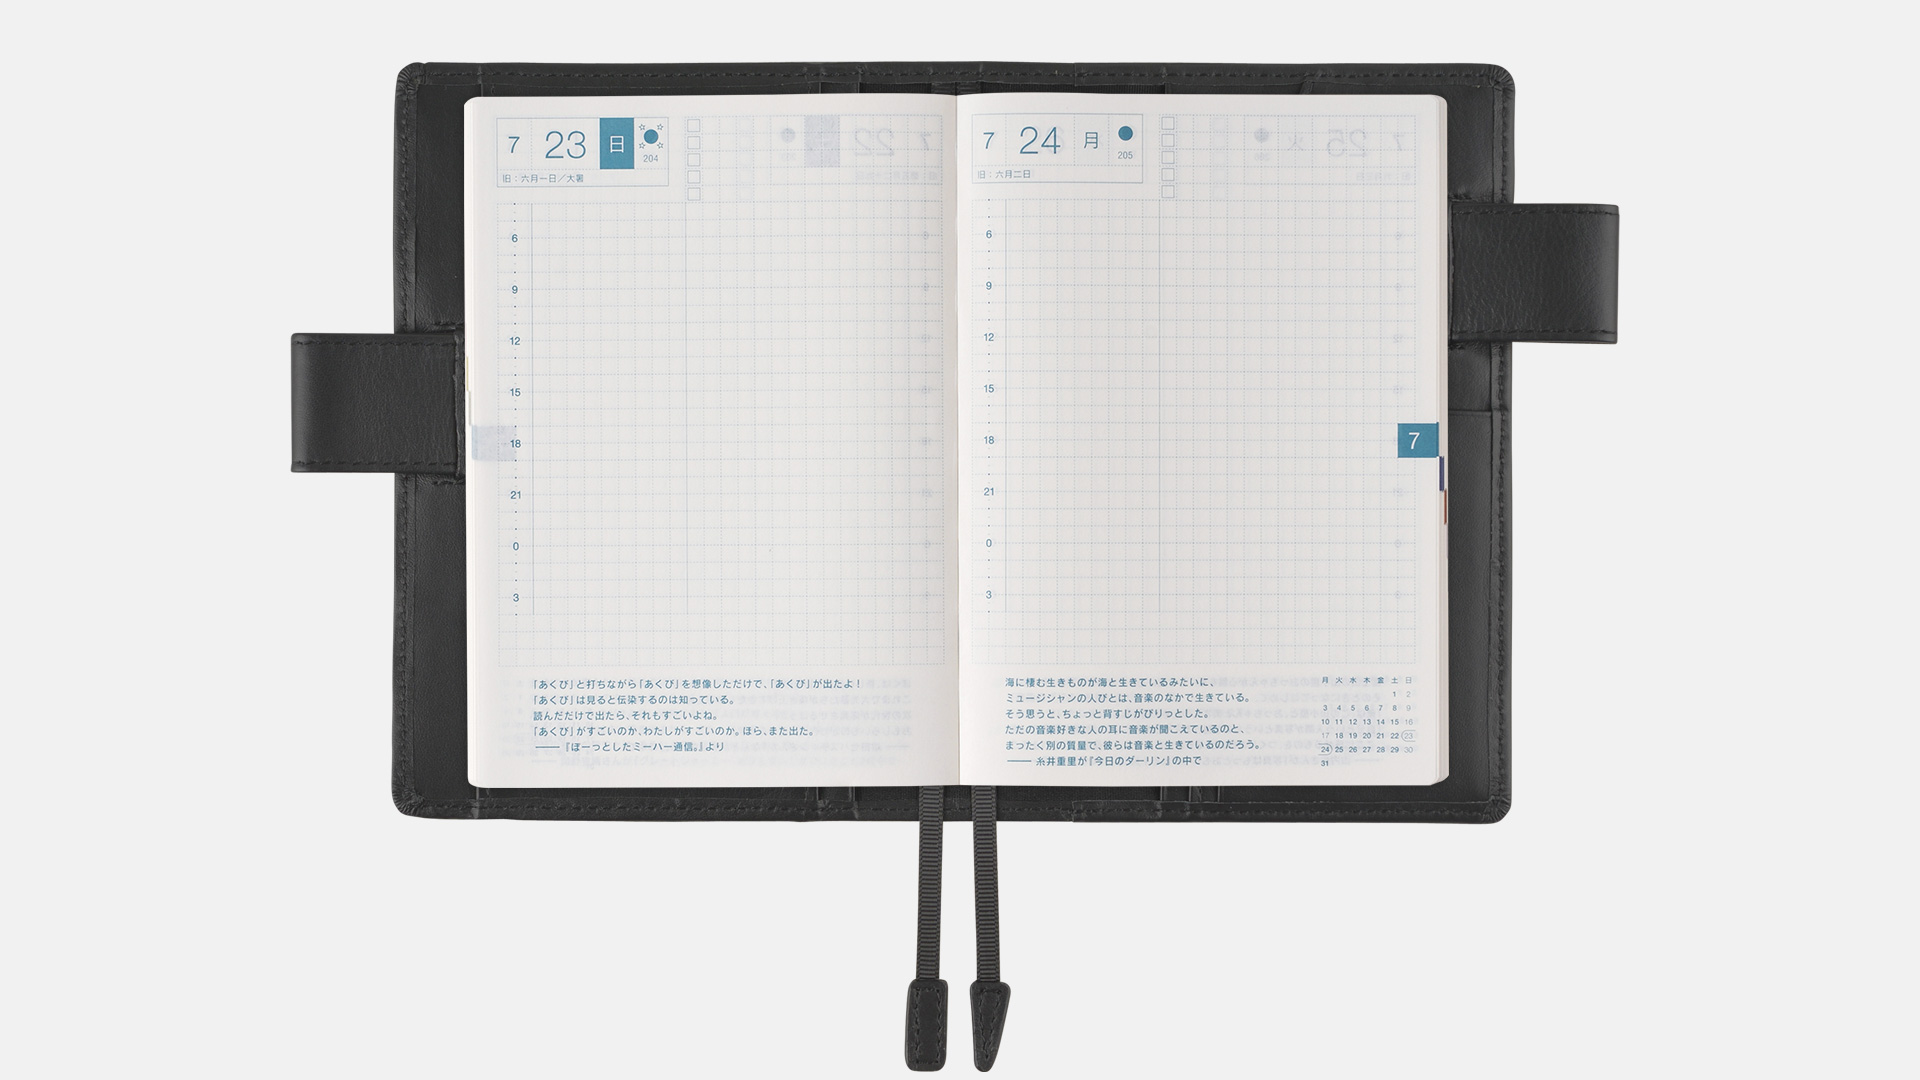 7 23 日
204
旧：六月一日／大暑
6
9
12
15
18
21
0
3
「あくび」と打ちながら「あくび」を想像しただけで、「あくび」が出たよ！
「あくび」は見ると伝染するのは知っている。
読んだだけで出たら、それもすごいよね。
「あくび」がすごいのか、わたしがすごいのか。ほら、また出た。
——『ぼーっとしたミーハー通信。』より
7 24 月
205
旧：六月二日
6
9
12
15
18
21
0
3
7
海に棲む生きものが海と生きているみたいに、
ミュージシャンの人びとは、音楽のなかで生きている。
そう思うと、ちょっと背すじがぴりっとした。
ただの音楽好きな人の耳に音楽が聞こえているのと、
まったく別の質量で、彼らは音楽と生きているのだろう。
——糸井重里が『今日のダーリン』の中で
月 火 水 木 金 土 日
1 2
3 4 5 6 7 8 9
10 11 12 13 14 15 16
17 18 19 20 21 22 23
24 25 26 27 28 29 30
31